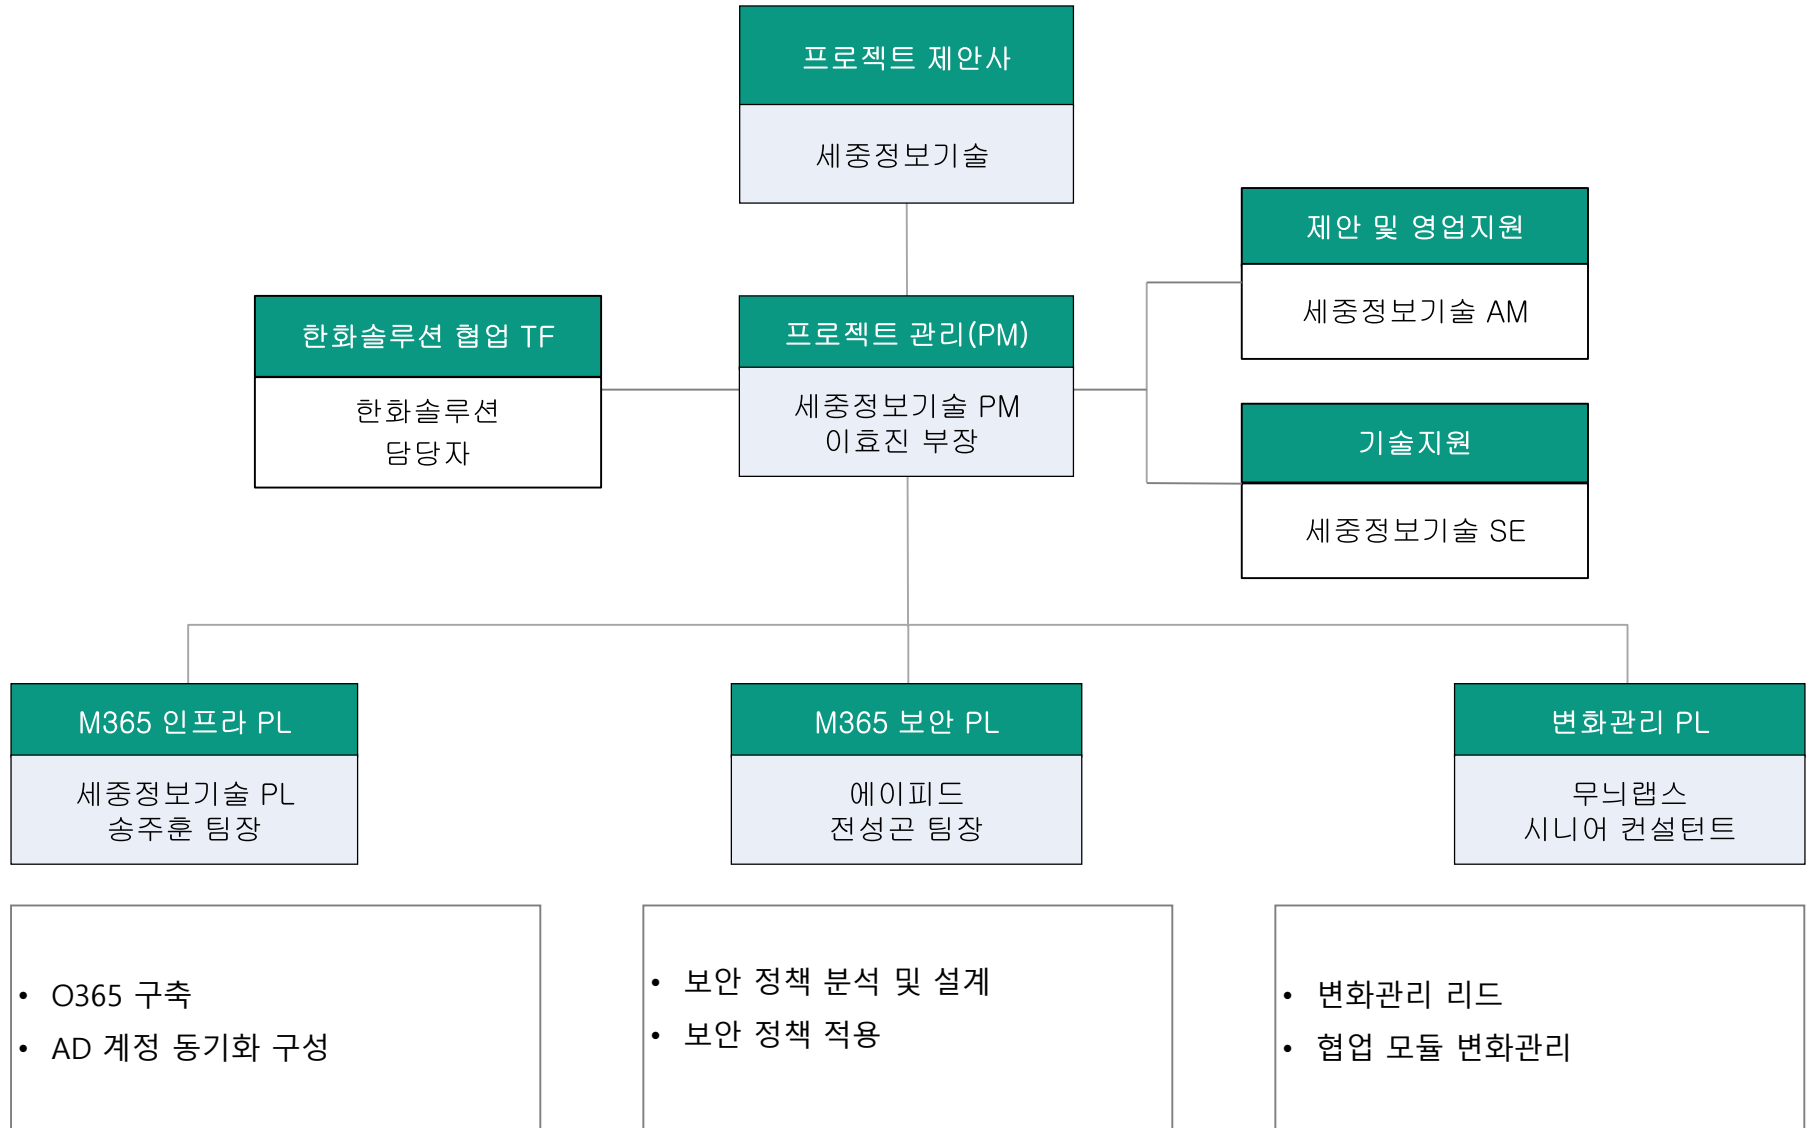 프로젝트 제안사
세중정보기술
제안 및 영업지원
세중정보기술 AM
한화솔루션 협업 TF
한화솔루션
담당자
프로젝트 관리(PM)
세중정보기술 PM
이효진 부장
기술지원
세중정보기술 SE
M365 인프라 PL
세중정보기술 PL
송주훈 팀장
M365 보안 PL
에이피드
전성곤 팀장
변화관리 PL
무늬랩스
시니어 컨설턴트
• O365 구축
• AD 계정 동기화 구성
• 보안 정책 분석 및 설계
• 보안 정책 적용
• 변화관리 리드
• 협업 모듈 변화관리